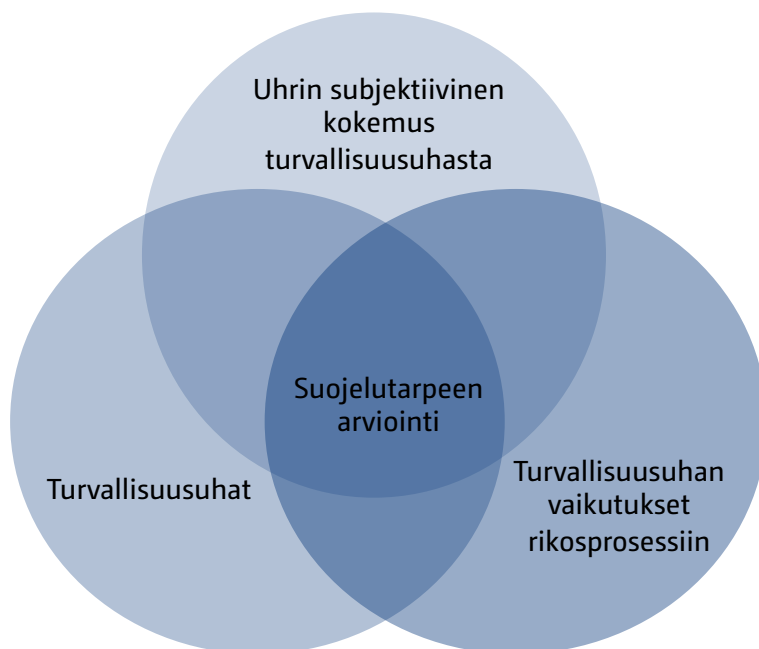 Uhrin subjektiivinen
kokemus
turvallisuusuhasta
Suojelutarpeen
arviointi
Turvallisuusuhat
Turvallisuusuhan
vaikutukset
rikosprosessiin